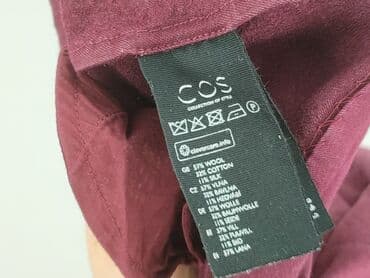 COS
COLLECTION OF STYLE
P
clevercare.info
GB 57% WOOL
32% COTTON
11% SILK
CZ 57% VLNA
32% BAVLNA
11% HEDVÁBÍ
DE 57% WOLLE
32% BAUMWOLLE
11% SEIDE
EE 57% VILL
32% PUUVILL
11% SIID
ES 57% LANA